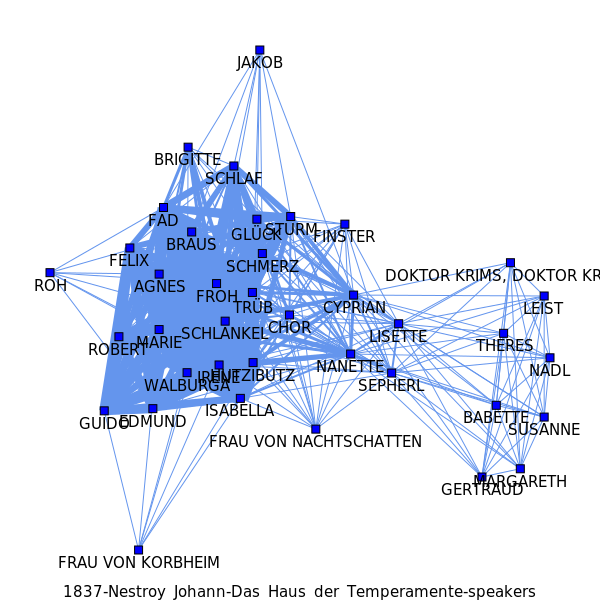 JAKOB
BRIGITTE
SCHLAF
FAD
GLÜCK
STURM
FINSTER
BRAUS
FELIX
SCHMERZ
DOKTOR KRIMS, DOKTOR KR
ROH
AGNES
FROH
TRÜB
CYPRIAN
LEIST
CHOR
SCHLANKEL
LISETTE
ROBERT
MARIE
THERES
NANETTE
NADL
WALBURGA
IRENE
HUTZIBUTZ
SEPHERL
ISABELLA
BABETTE
GUIDO
EDMUND
SUSANNE
FRAU VON NACHTSCHATTEN
MARGARETH
GERTRAUD
FRAU VON KORBHEIM
1837-Nestroy Johann-Das Haus der Temperamente-speakers